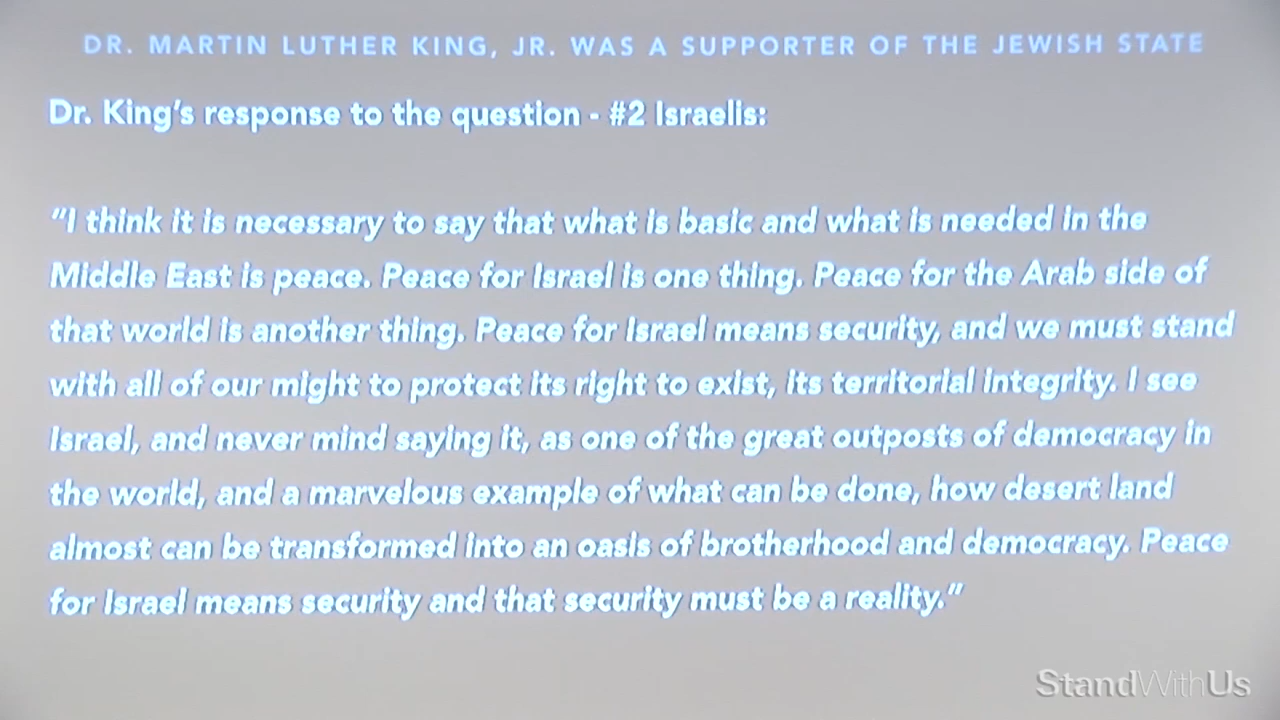 DR. MARTIN LUTHER KING, JR. WAS A SUPPORTER OF THE JEWISH STATE
Dr. King's response to the question - #2 Israelis:
"I think it is necessary to say that what is basic and what is needed in the
Middle East is peace. Peace for Israel is one thing. Peace for the Arab side of
that world is another thing. Peace for Israel means security, and we must stand
with all of our might to protect its right to exist, its territorial integrity. I see
Israel, and never mind saying it, as one of the great outposts of democracy in
the world, and a marvelous example of what can be done, how desert land
almost can be transformed into an oasis of brotherhood and democracy. Peace
for Israel means security and that security must be a reality."
StandWithUs